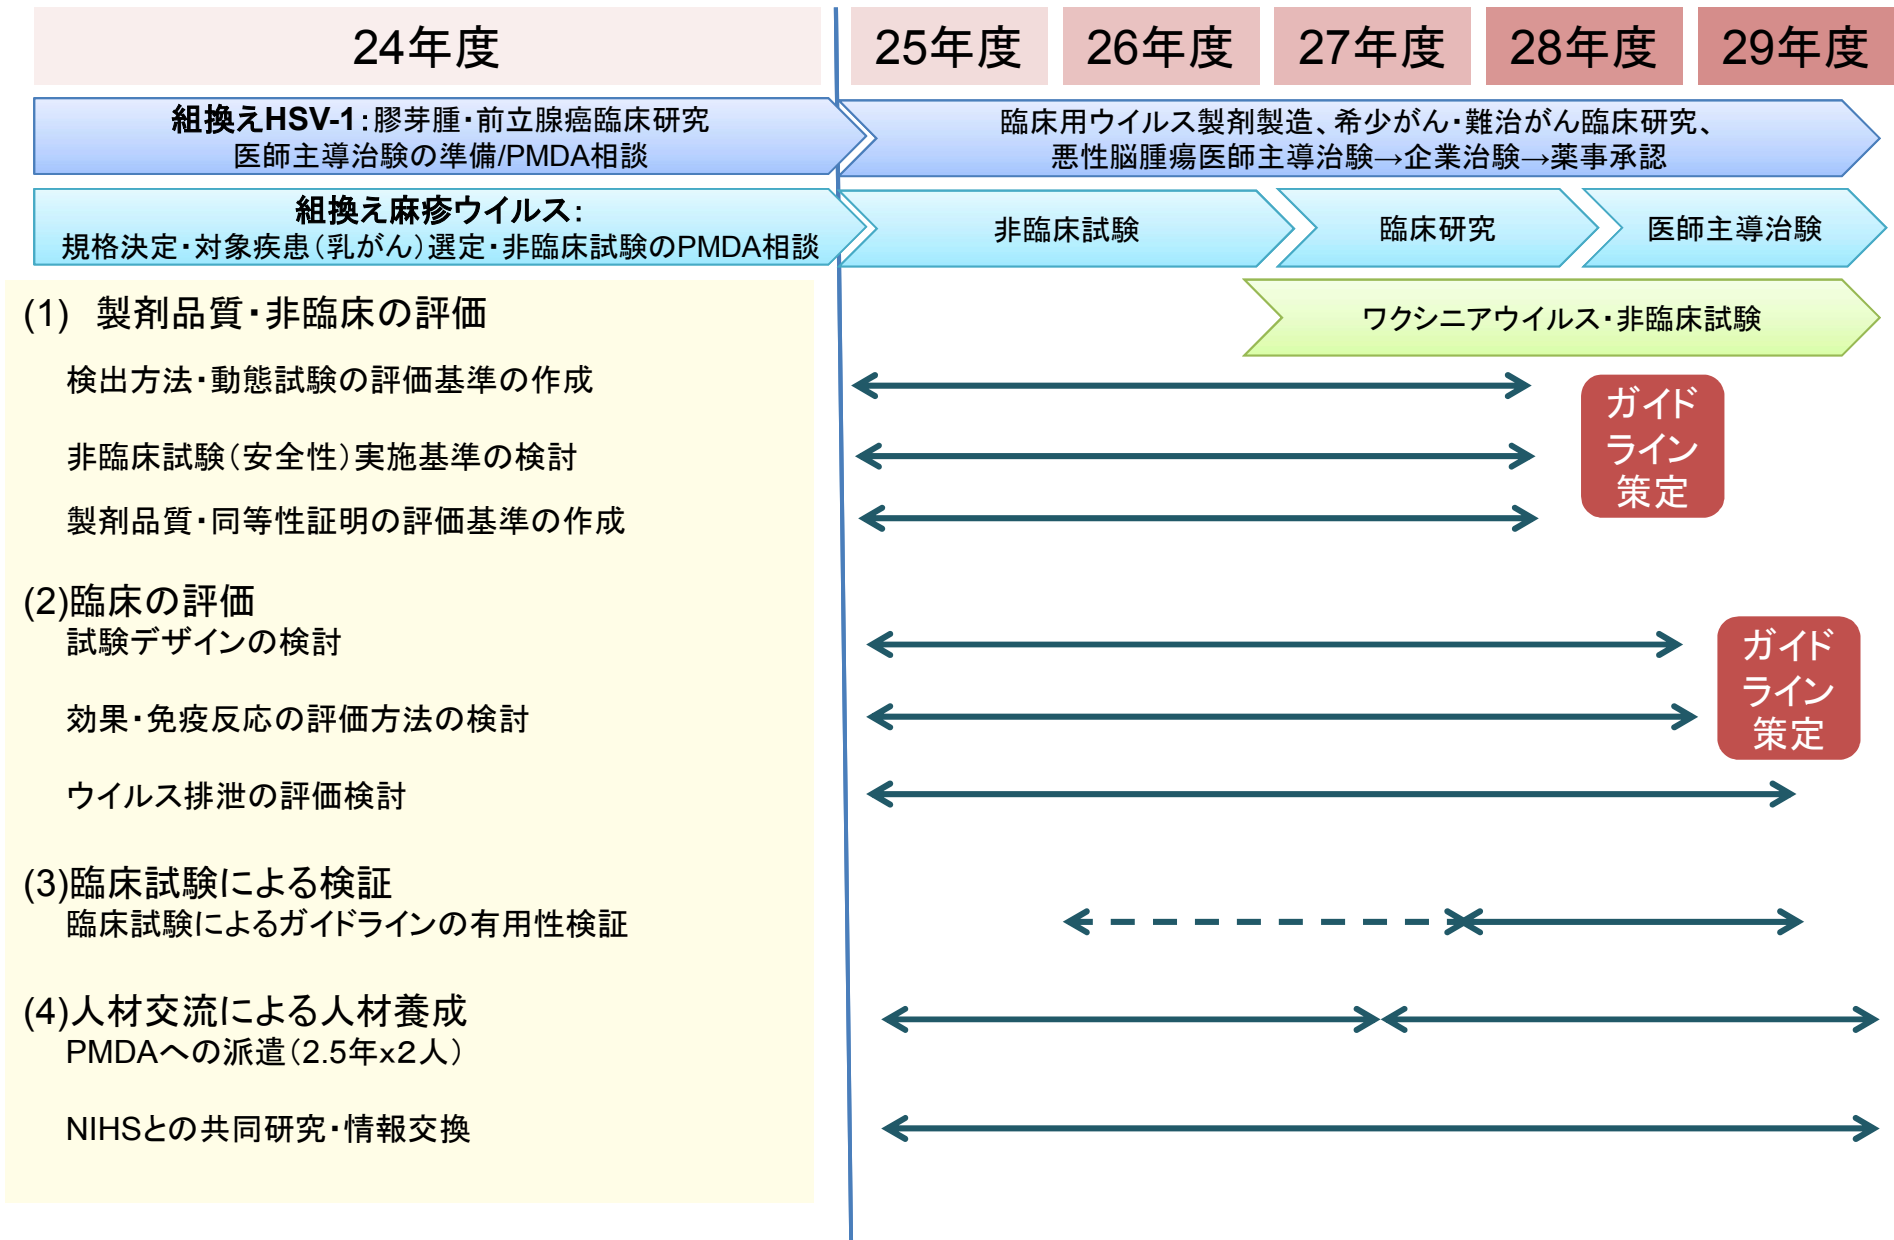 24年度
25年度
26年度
27年度
28年度
29年度
組換えHSV-1：膠芽腫・前立腺癌臨床研究
医師主導治験の準備/PMDA相談
臨床用ウイルス製剤製造、希少がん・難治がん臨床研究、
悪性脳腫瘍医師主導治験→企業治験→薬事承認
組換え麻疹ウイルス：
規格決定・対象疾患（乳がん）選定・非臨床試験のPMDA相談
非臨床試験
臨床研究
医師主導治験
ワクシニアウイルス・非臨床試験
(1)　製剤品質・非臨床の評価
検出方法・動態試験の評価基準の作成
非臨床試験（安全性）実施基準の検討
製剤品質・同等性証明の評価基準の作成
ガイド
ライン
策定
(2)臨床の評価
試験デザインの検討
効果・免疫反応の評価方法の検討
ウイルス排泄の評価検討
ガイド
ライン
策定
(3)臨床試験による検証
臨床試験によるガイドラインの有用性検証
(4)人材交流による人材養成
PMDAへの派遣（2.5年x２人）
NIHSとの共同研究・情報交換